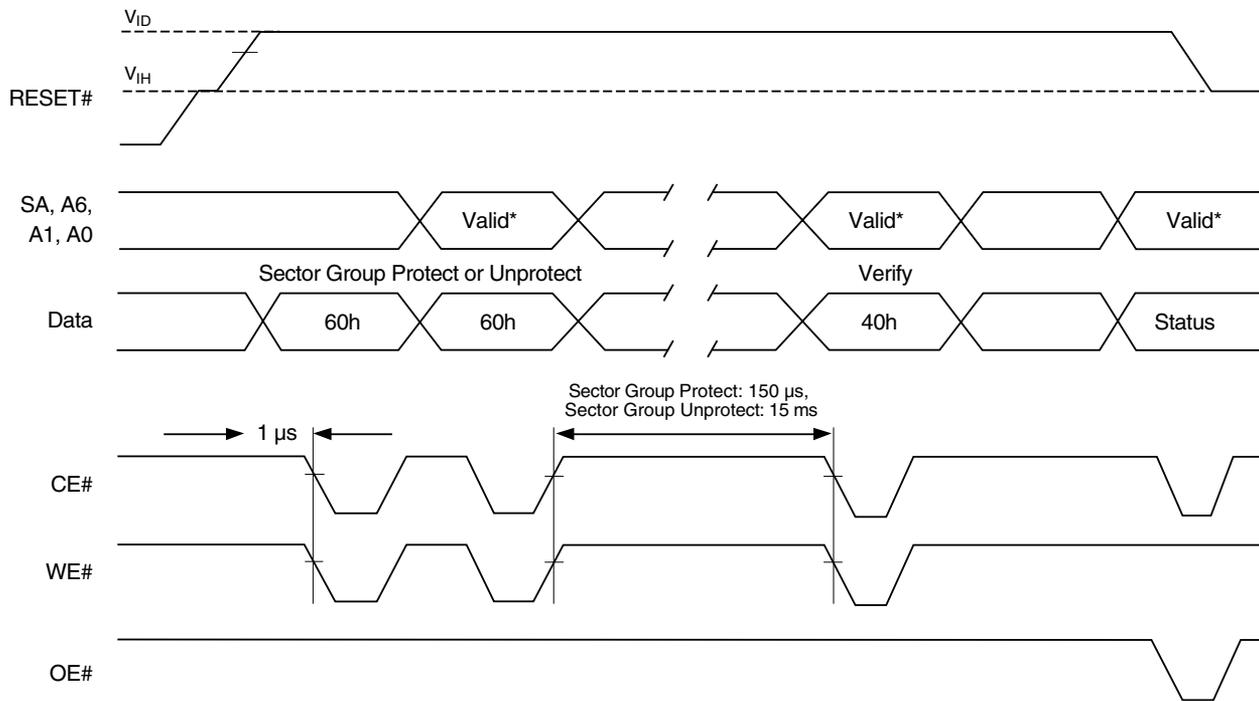 VID
VIH
RESET#
SA, A6,
A1, A0
Valid*
Valid*
Valid*
Sector Group Protect or Unprotect
Verify
Data
60h
60h
40h
Status
Sector Group Protect: 150 µs,
Sector Group Unprotect: 15 ms
1 µs
CE#
WE#
OE#